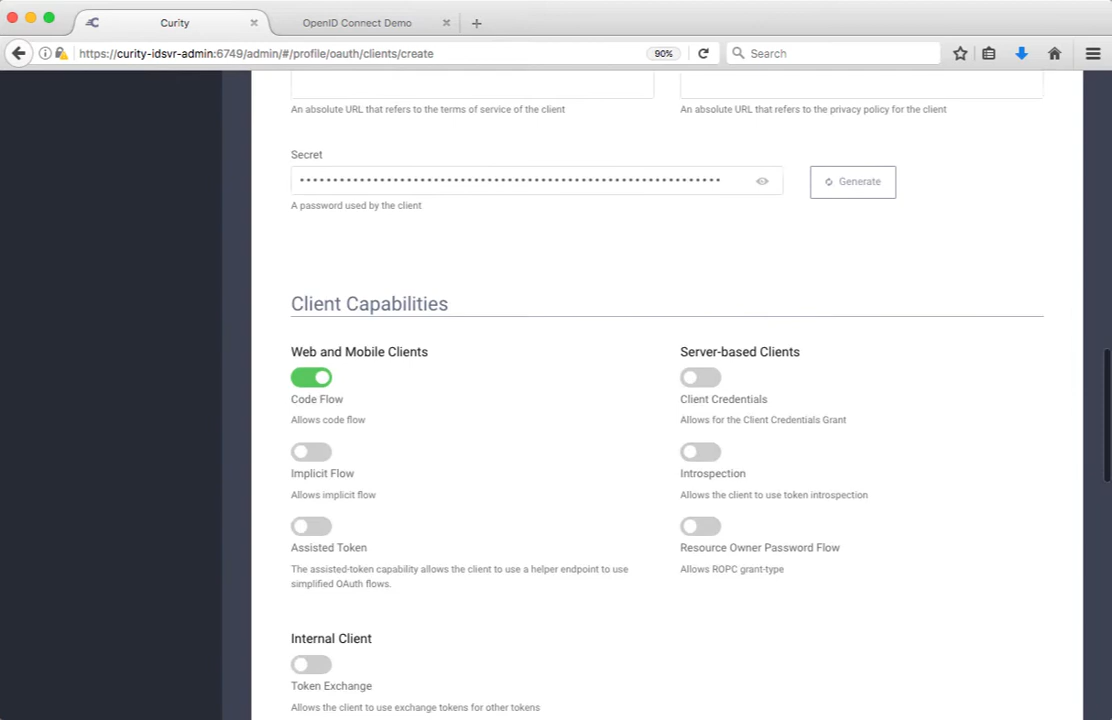 Curity
OpenID Connect Demo
https://curity-idsvr-admin:6749/admin/#/profile/oauth/clients/create
90%
Search
An absolute URL that refers to the terms of service of the client
An absolute URL that refers to the privacy policy for the client
Secret
Generate
A password used by the client
Client Capabilities
Web and Mobile Clients
Server-based Clients
Code Flow
Client Credentials
Allows code flow
Allows for the Client Credentials Grant
Implicit Flow
Introspection
Allows implicit flow
Allows the client to use token introspection
Assisted Token
Resource Owner Password Flow
The assisted-token capability allows the client to use a helper endpoint to use
simplified OAuth flows.
Allows ROPC grant-type
Internal Client
Token Exchange
Allows the client to use exchange tokens for other tokens